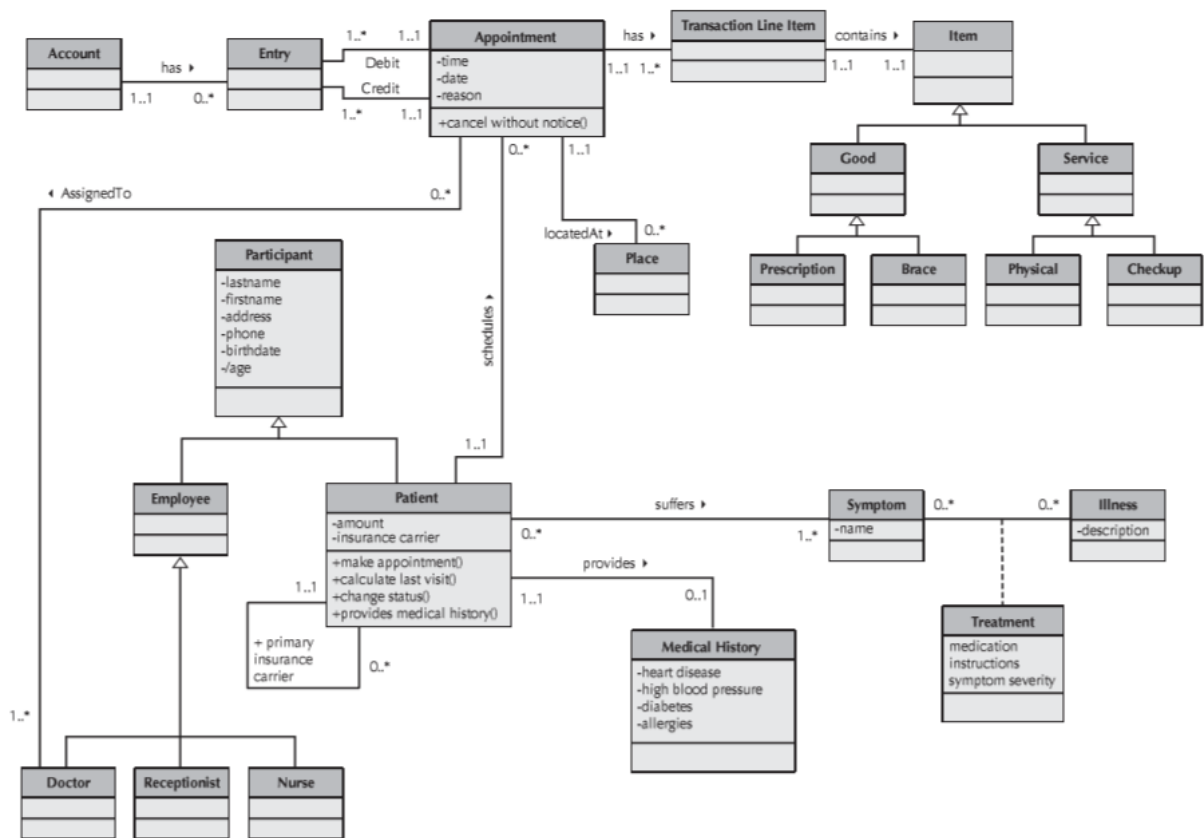 Account
has ▸
1..1
0..*
Entry
1..*
1..1
Debit
Credit
1..*
1..1
Appointment
-time
-date
-reason
+cancel without notice()
has ▸
1..1
1..*
Transaction Line Item
contains ▸
1..1
1..1
Item
Good
Service
Prescription
Brace
Physical
Checkup
◂ AssignedTo
0..*
0..*
1..1
locatedAt ▸
0..*
Place
schedules ▸
Participant
-lastname
-firstname
-address
-phone
-birthdate
-/age
1..1
Employee
Patient
-amount
-insurance carrier
+make appointment()
+calculate last visit()
+change status()
+provides medical history()
1..1
+ primary
insurance
carrier
0..*
suffers ▸
0..*
1..*
Symptom
-name
0..*
0..*
Illness
-description
provides ▸
1..1
0..1
Medical History
-heart disease
-high blood pressure
-diabetes
-allergies
Treatment
medication
instructions
symptom severity
1..*
Doctor
Receptionist
Nurse